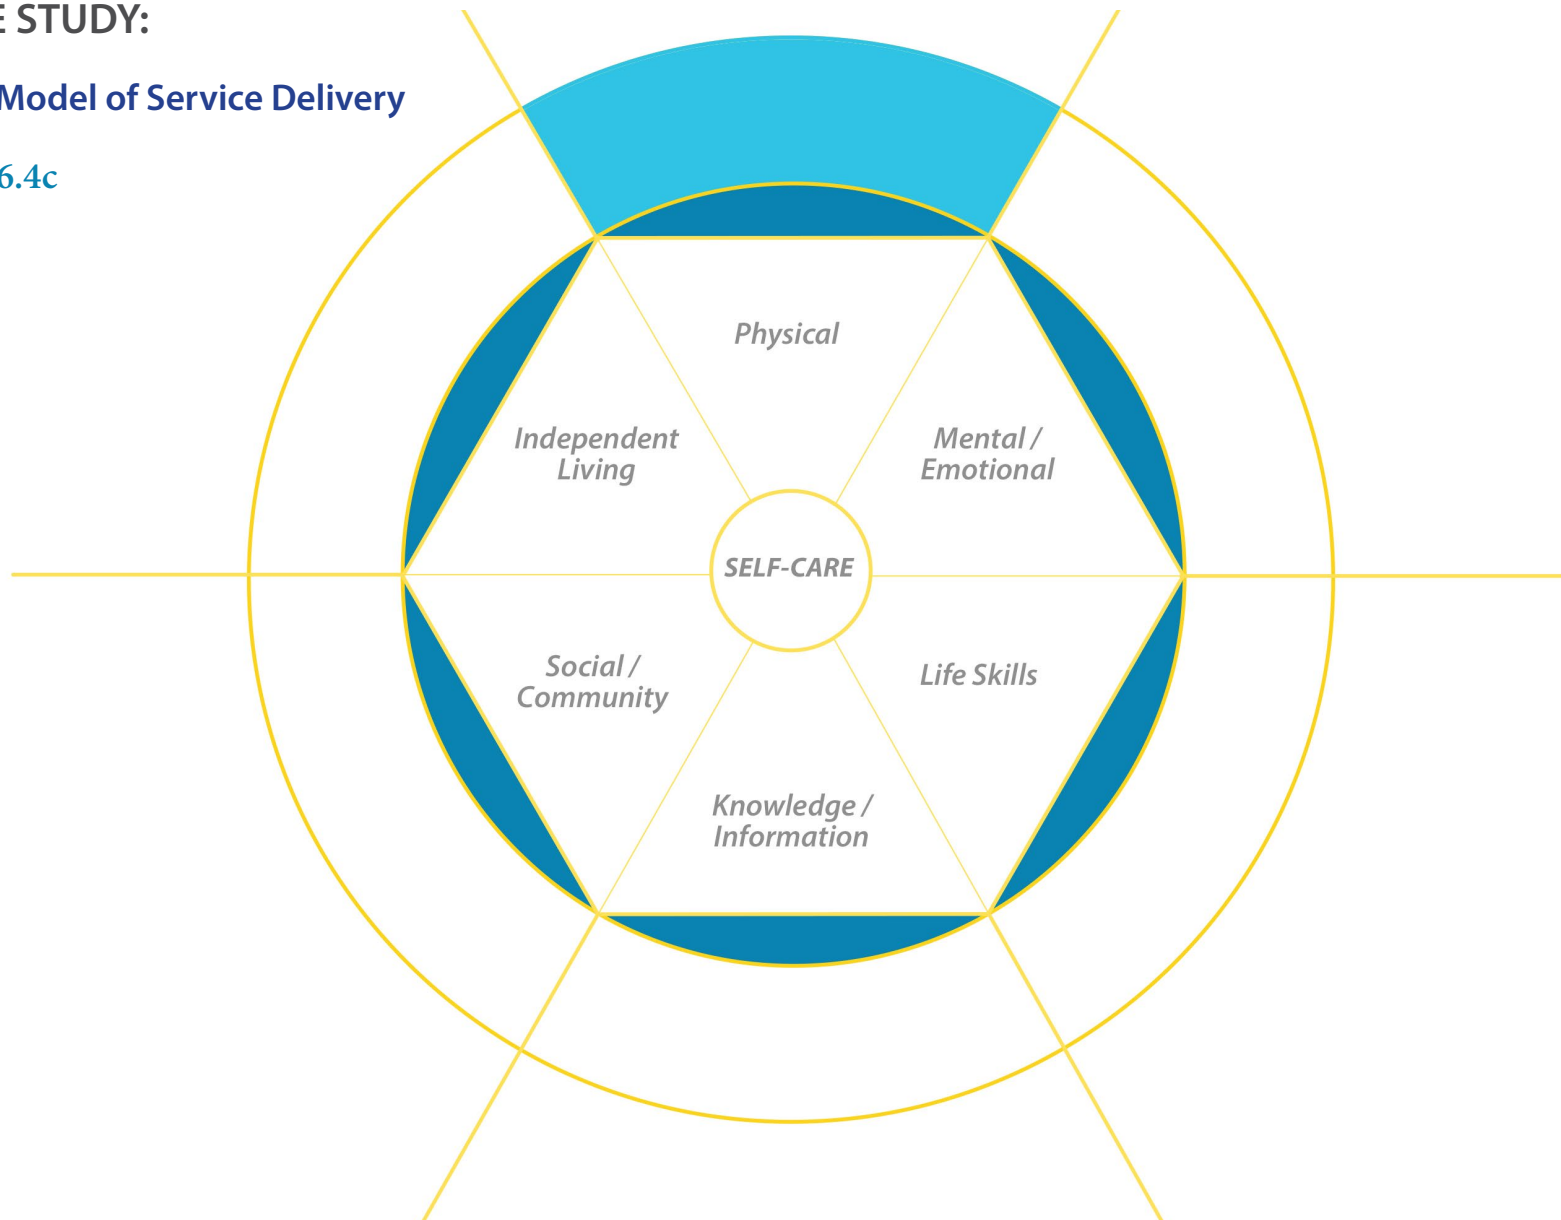 E STUDY:
Model of Service Delivery
6.4c
Physical
Independent
Living
Mental /
Emotional
SELF-CARE
Social /
Community
Life Skills
Knowledge /
Information